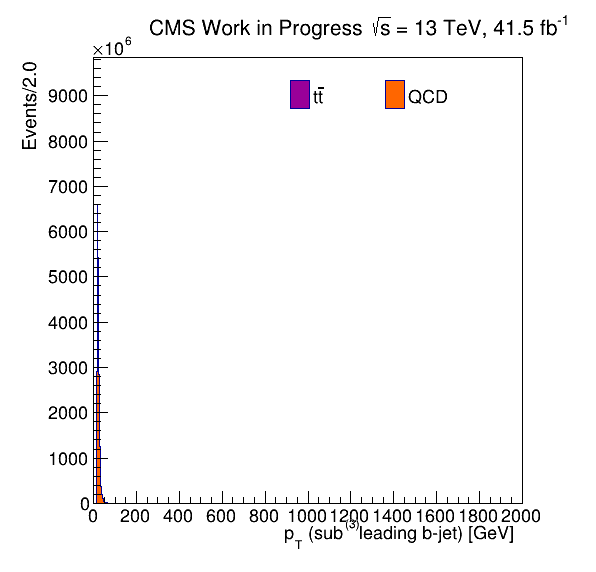 CMS Work in Progress √s = 13 TeV, 41.5 fb⁻¹
×10⁶
Events/2.0
tt̄
QCD
9000
8000
7000
6000
5000
4000
3000
2000
1000
0
0 200 400 600 800 1000 1200 1400 1600 1800 2000
p_T (sub⁽³⁾leading b-jet) [GeV]